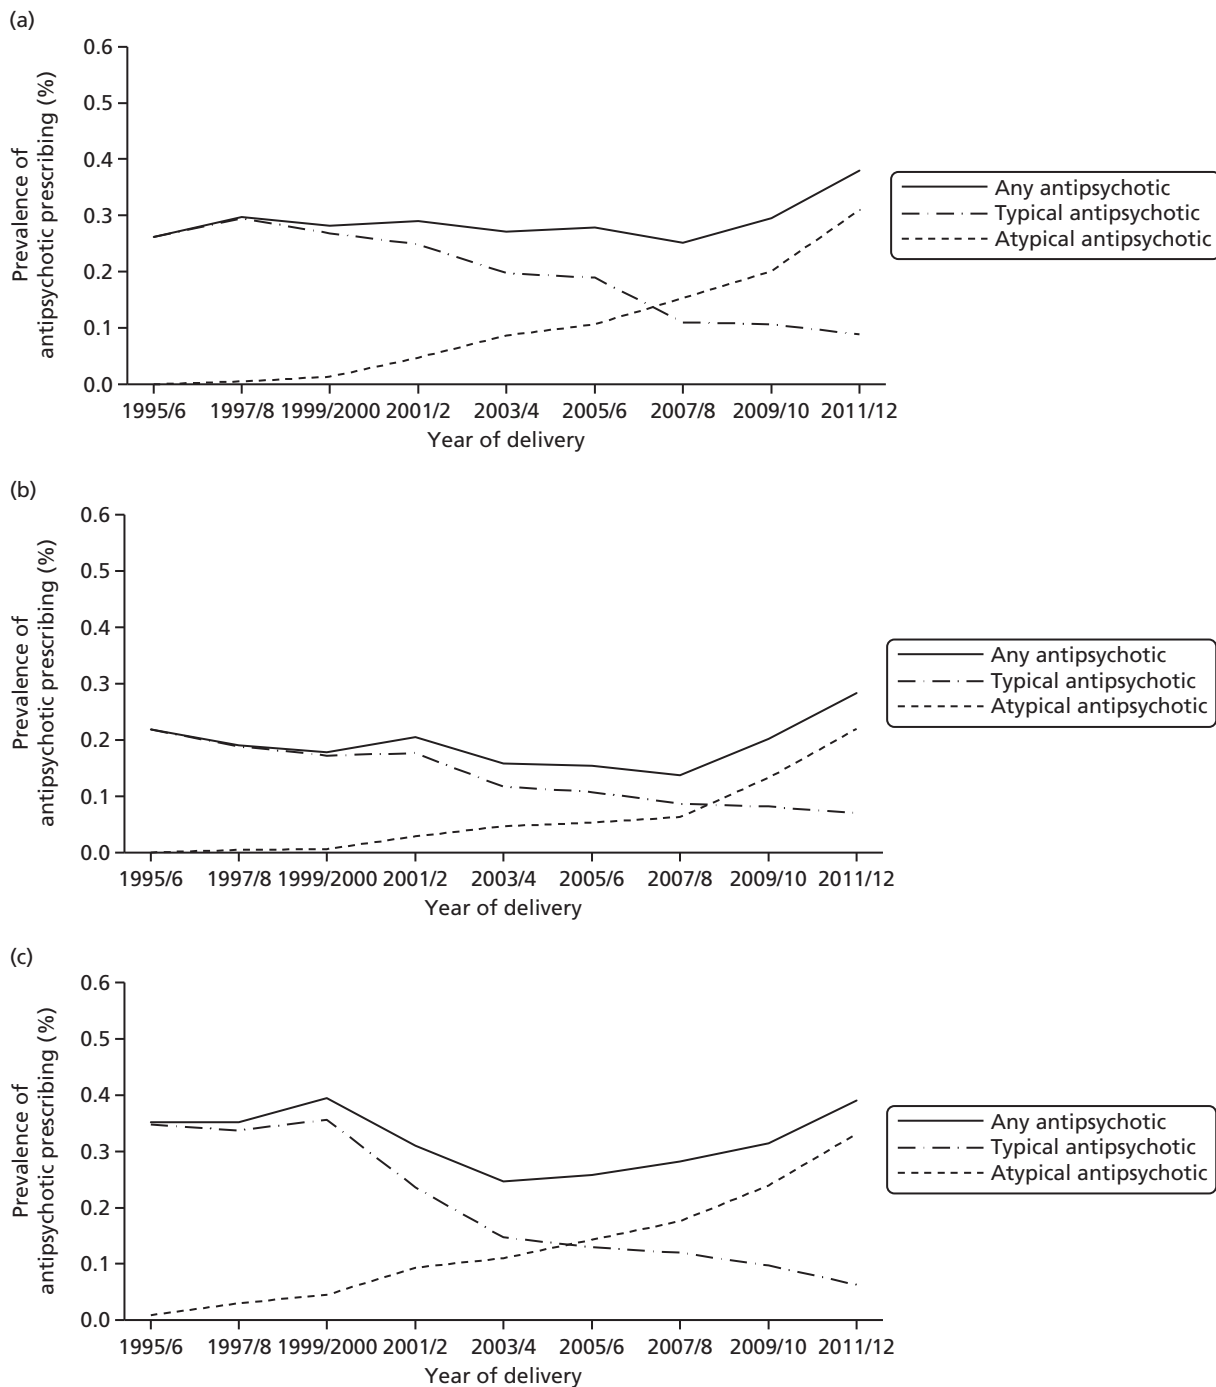 (a)
Prevalence of
antipsychotic prescribing (%)
0.6
0.5
0.4
0.3
0.2
0.1
0.0
1995/6 1997/8 1999/2000 2001/2 2003/4 2005/6 2007/8 2009/10 2011/12
Year of delivery
Any antipsychotic
Typical antipsychotic
Atypical antipsychotic
(b)
Prevalence of
antipsychotic prescribing (%)
0.6
0.5
0.4
0.3
0.2
0.1
0.0
1995/6 1997/8 1999/2000 2001/2 2003/4 2005/6 2007/8 2009/10 2011/12
Year of delivery
Any antipsychotic
Typical antipsychotic
Atypical antipsychotic
(c)
Prevalence of
antipsychotic prescribing (%)
0.6
0.5
0.4
0.3
0.2
0.1
0.0
1995/6 1997/8 1999/2000 2001/2 2003/4 2005/6 2007/8 2009/10 2011/12
Year of delivery
Any antipsychotic
Typical antipsychotic
Atypical antipsychotic